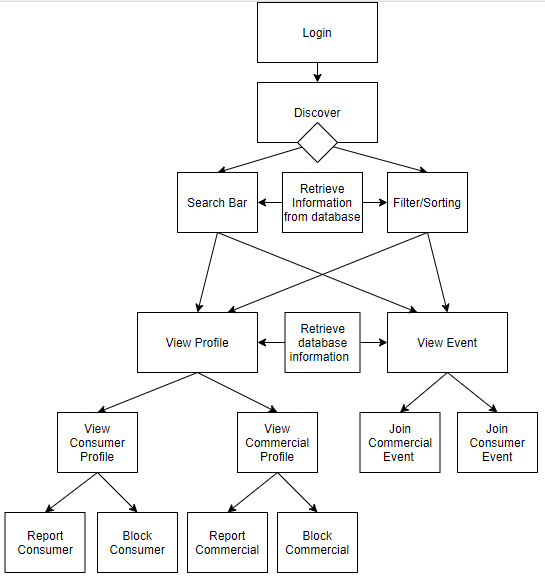 Login
Discover
Search Bar
Retrieve
Information
from database
Filter/Sorting
View Profile
Retrieve
database
information
View Event
View
Consumer
Profile
View
Commercial
Profile
Join
Commercial
Event
Join
Consumer
Event
Report
Consumer
Block
Consumer
Report
Commercial
Block
Commercial